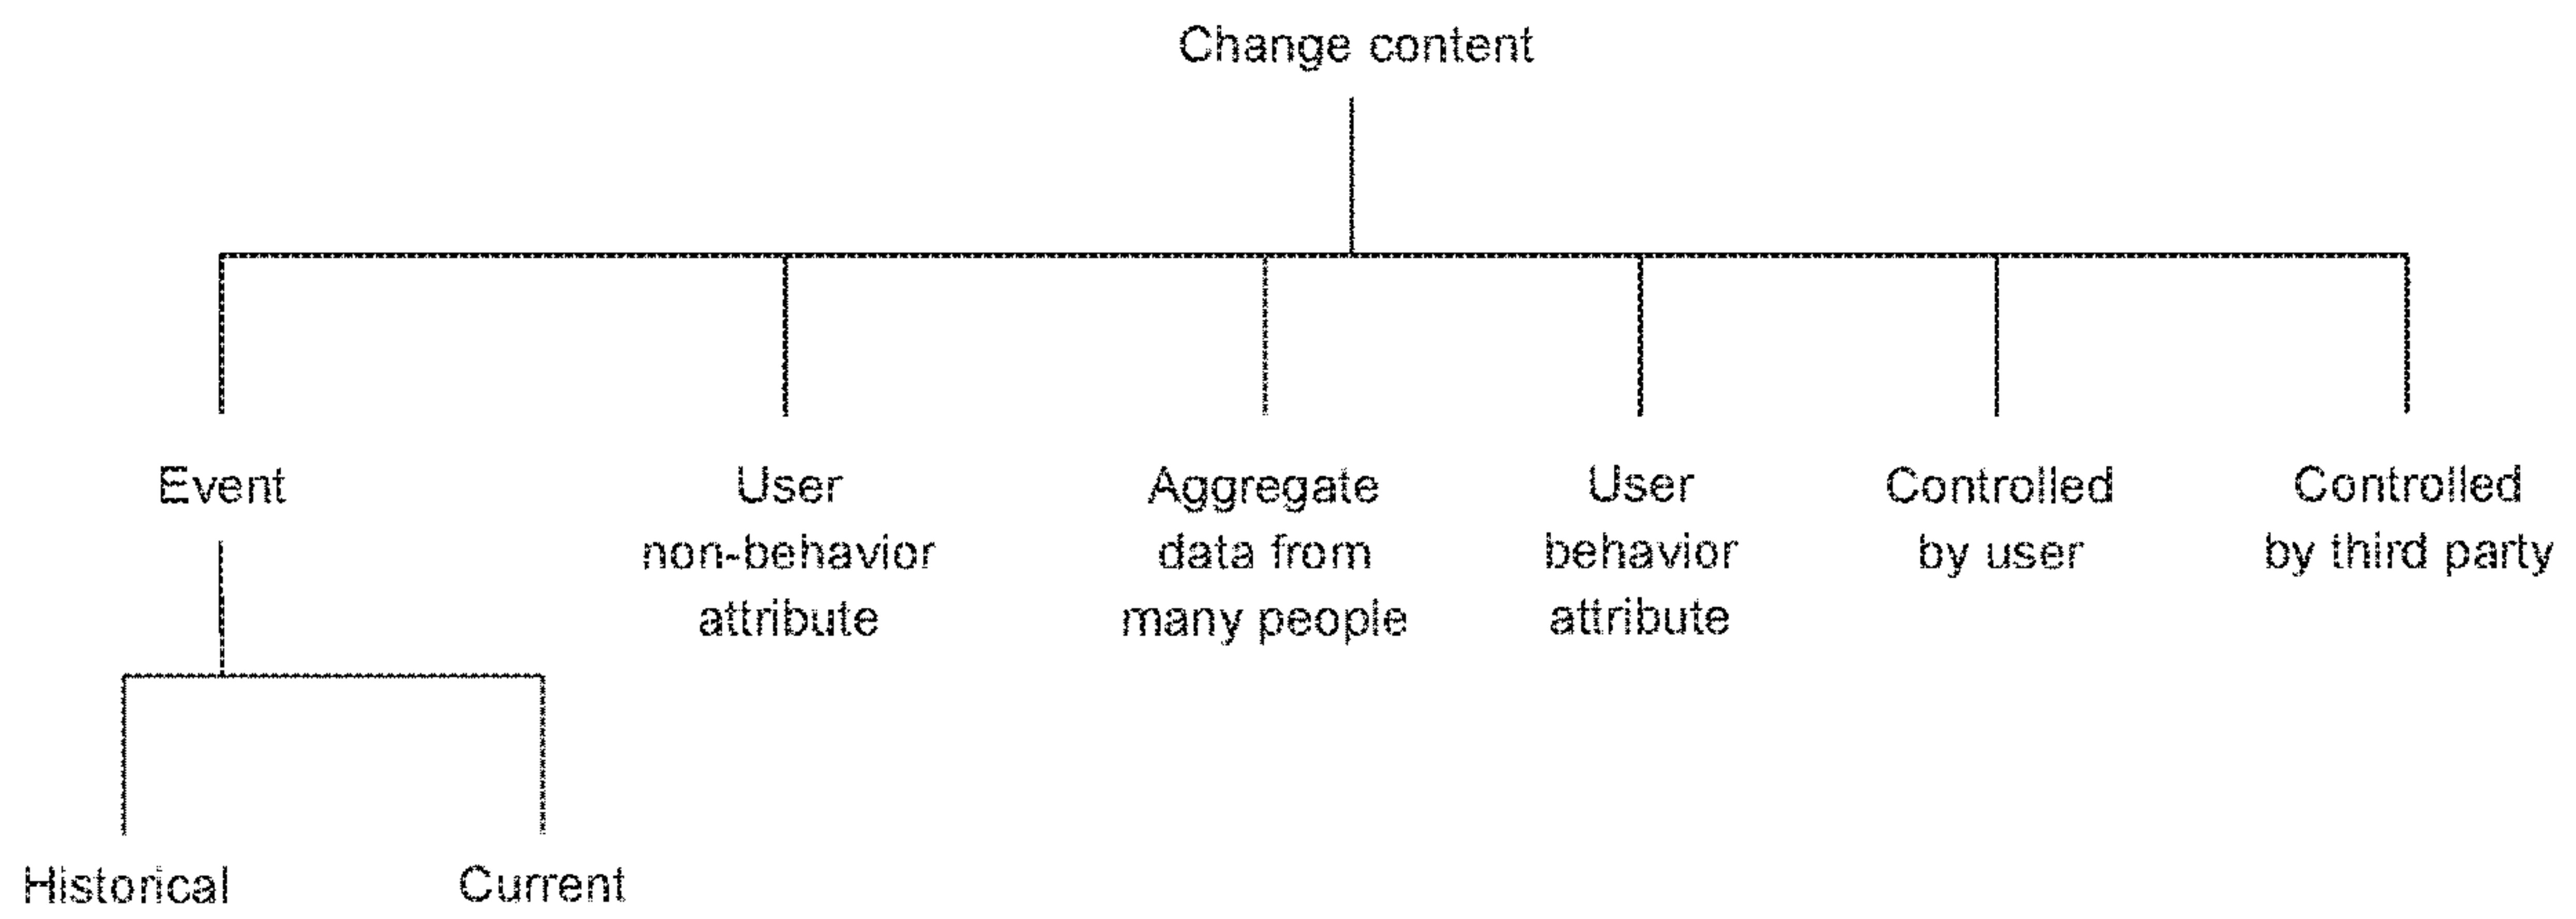 Change content
Event
User
non-behavior
attribute
Aggregate
data from
many people
User
behavior
attribute
Controlled
by user
Controlled
by third party
Historical
Current